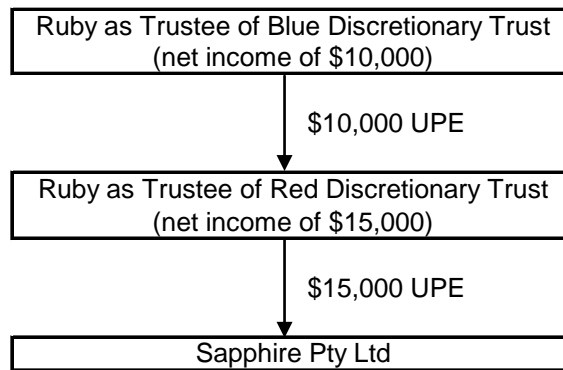 Ruby as Trustee of Blue Discretionary Trust
(net income of $10,000)
$10,000 UPE
Ruby as Trustee of Red Discretionary Trust
(net income of $15,000)
$15,000 UPE
Sapphire Pty Ltd